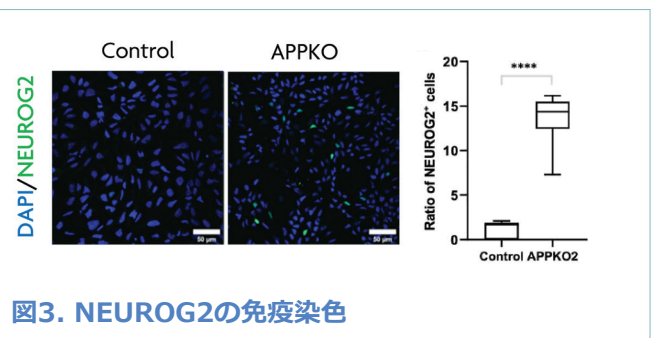 Control
APPKO
DAPI/NEUROG2
50 μm
50 μm
Ratio of NEUROG2⁺ cells
20
15
10
5
0
****
Control APPKO2
図3. NEUROG2の免疫染色